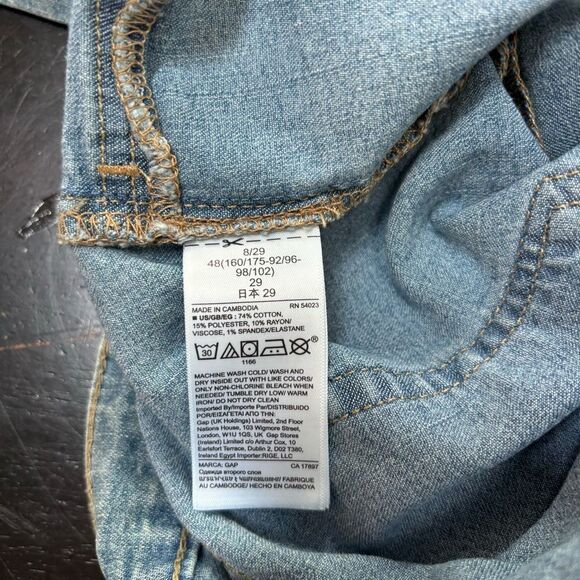 8/29
48(160/175-92/96-
98/102)
29
日本 29
MADE IN CAMBODIA RN 54023
■ US/GB/EG: 74% COTTON,
15% POLYESTER, 10% RAYON/
VISCOSE, 1% SPANDEX/ELASTANE
30 ®
1166
MACHINE WASH COLD/ WASH AND
DRY INSIDE OUT WITH LIKE COLORS/
ONLY NON-CHLORINE BLEACH WHEN
NEEDED/ TUMBLE DRY LOW/ WARM
IRON/ DO NOT DRY CLEAN
Imported By/Importar/DISTRIBUIDO
POR/ΕΙΣΑΓΕΤΑΙ ΑΠΟ ΤΗΝ:
Gap (UK Holdings) Limited, 2nd Floor
Nations House, 103 Wigmore Street,
London, W1U 1QS, UK Gap Stores
(Ireland) Limited c/o Arthur Cox, 10
Earlsfort Terrace, Dublin 2, D02 T380,
Ireland Egypt Importer:RIGE, LLC
MARCA: GAP CA 17897
Одежда второго слоя
FABRIQUE
AU CAMBODGE/ HECHO EN CAMBOYA